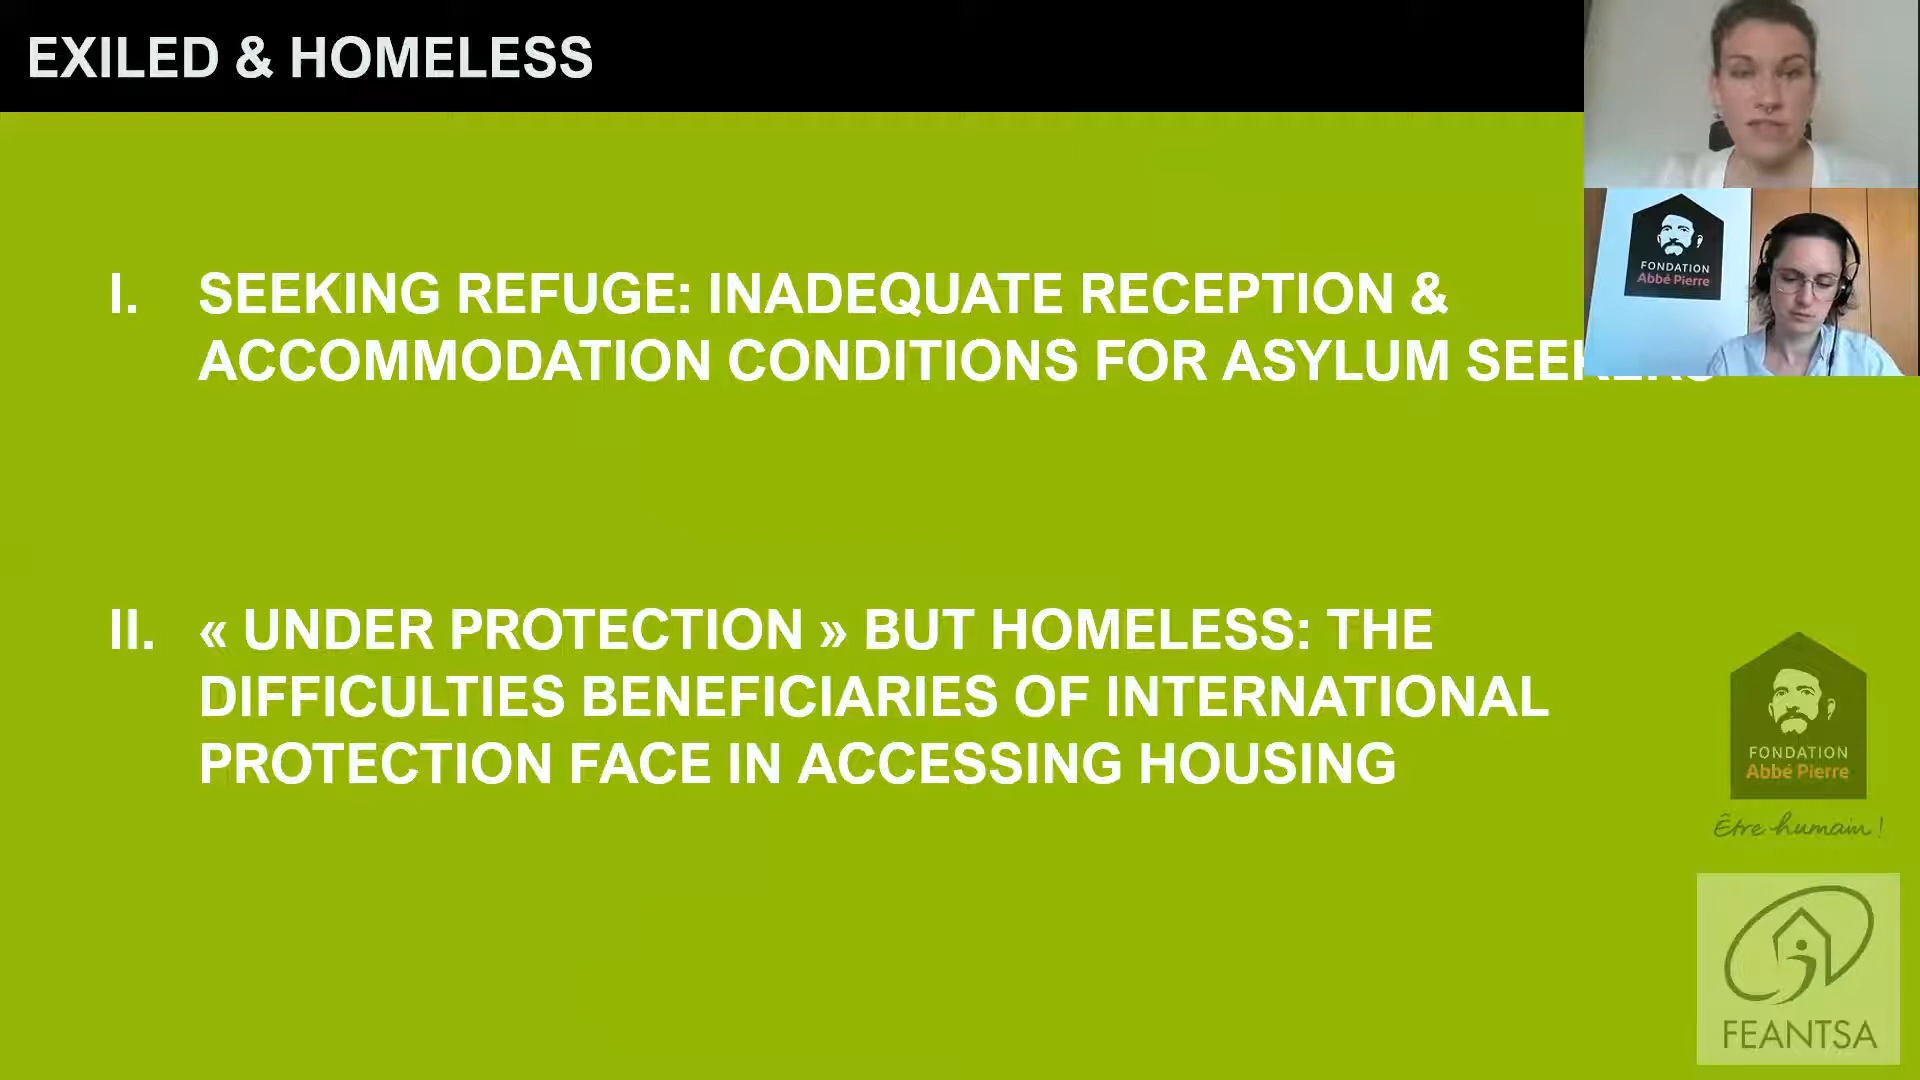 EXILED & HOMELESS
FONDATION
Abbé Pierre
I. SEEKING REFUGE: INADEQUATE RECEPTION &
ACCOMMODATION CONDITIONS FOR ASYLUM
II. « UNDER PROTECTION » BUT HOMELESS: THE
DIFFICULTIES BENEFICIARIES OF INTERNATIONAL
PROTECTION FACE IN ACCESSING HOUSING
FONDATION
Abbé Pierre
Être humain !
FEANTSA